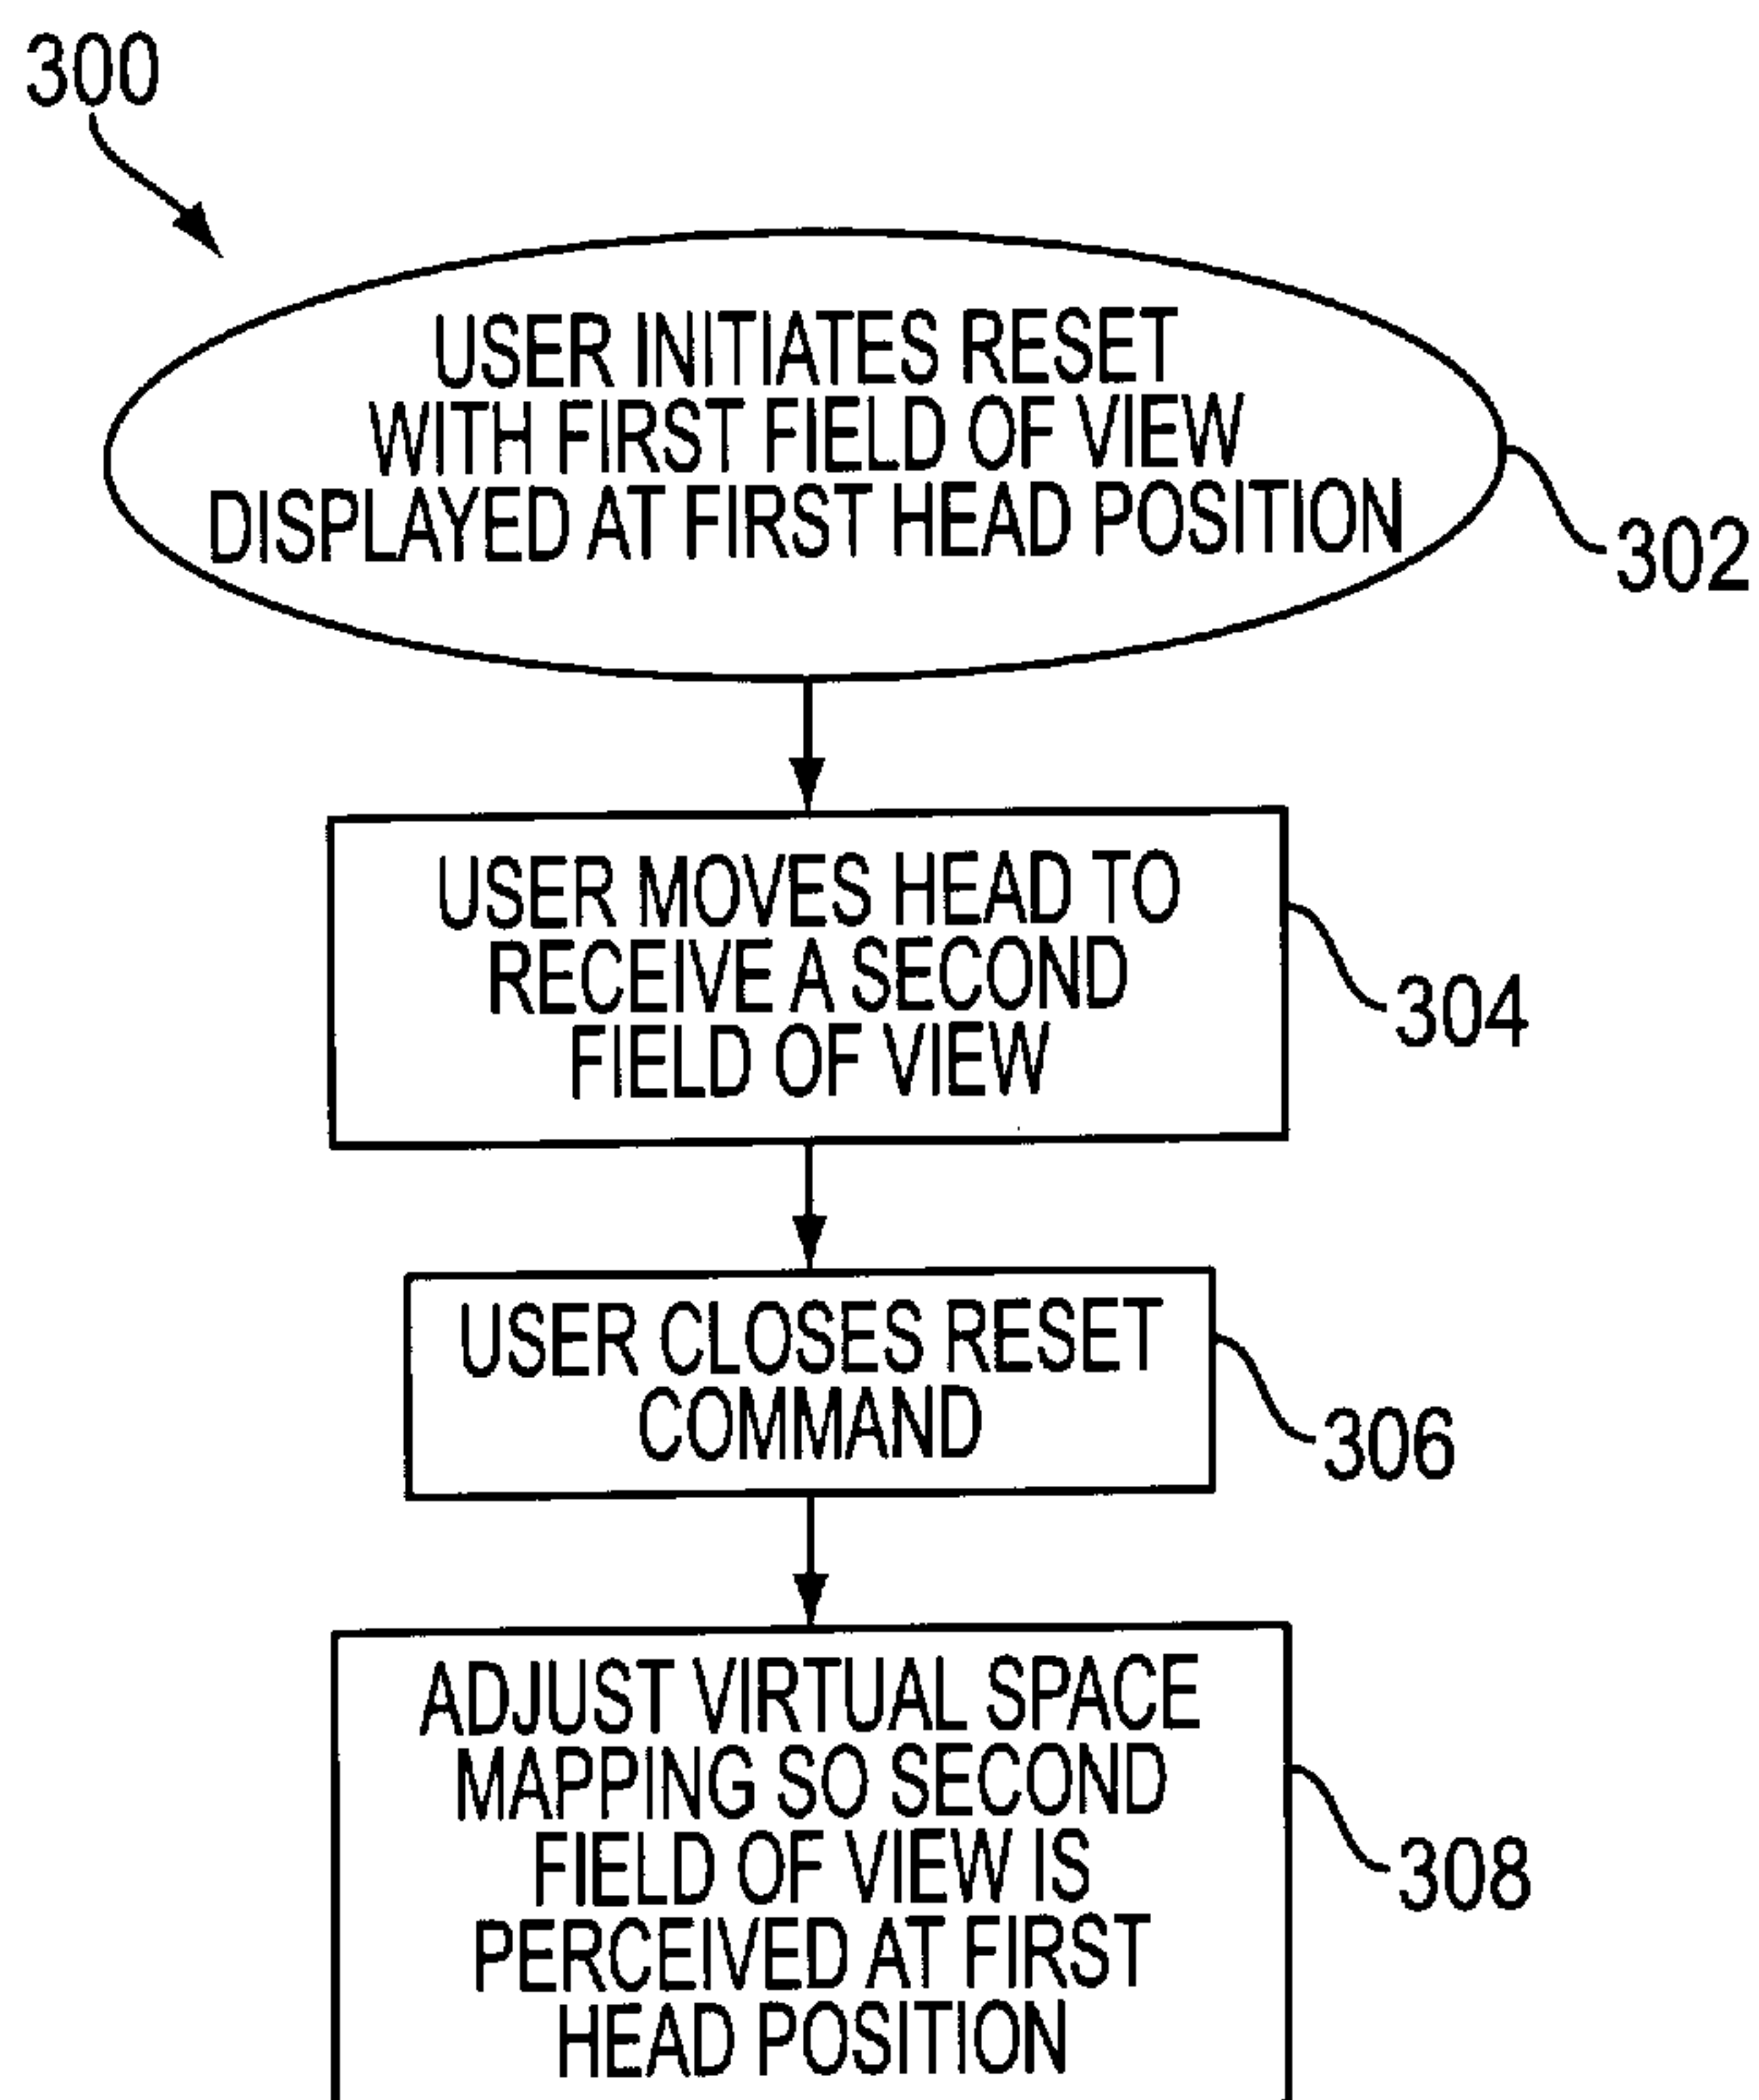 300
USER INITIATES RESET
WITH FIRST FIELD OF VIEW
DISPLAYED AT FIRST HEAD POSITION
302
USER MOVES HEAD TO
RECEIVE A SECOND
FIELD OF VIEW
304
USER CLOSES RESET
COMMAND
306
ADJUST VIRTUAL SPACE
MAPPING SO SECOND
FIELD OF VIEW IS
PERCEIVED AT FIRST
HEAD POSITION
308